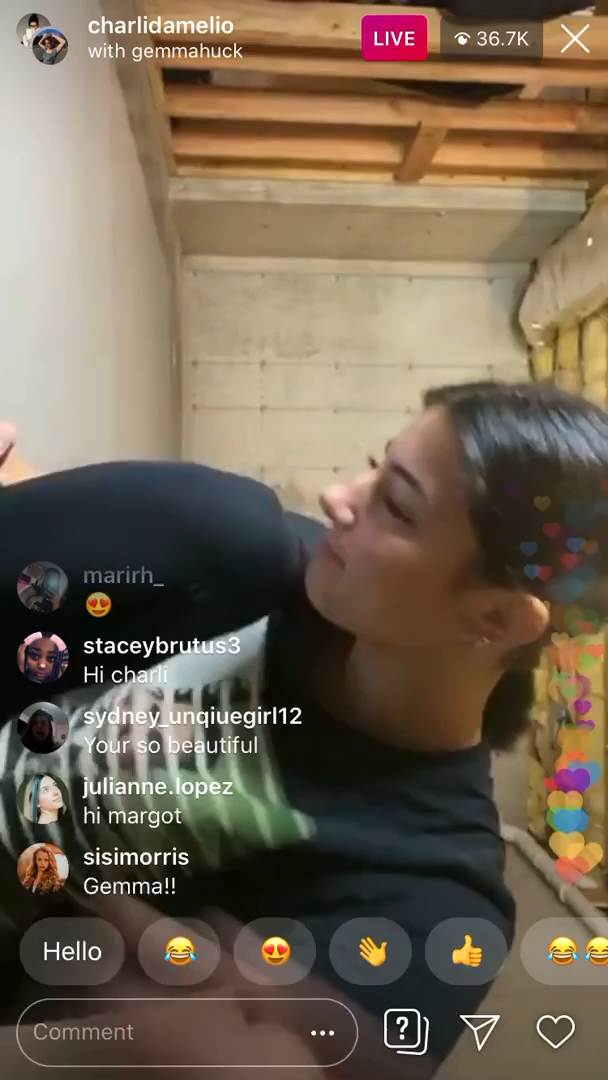 charlidamelio
with gemmahuck
LIVE
36.7K
marirh_
😍
staceybrutus3
Hi charli
sydney_unqiuegirl12
Your so beautiful
julianne.lopez
hi margot
sisimorris
Gemma!!
Hello 😂 😍 👋 👍 😂😂
Comment
?